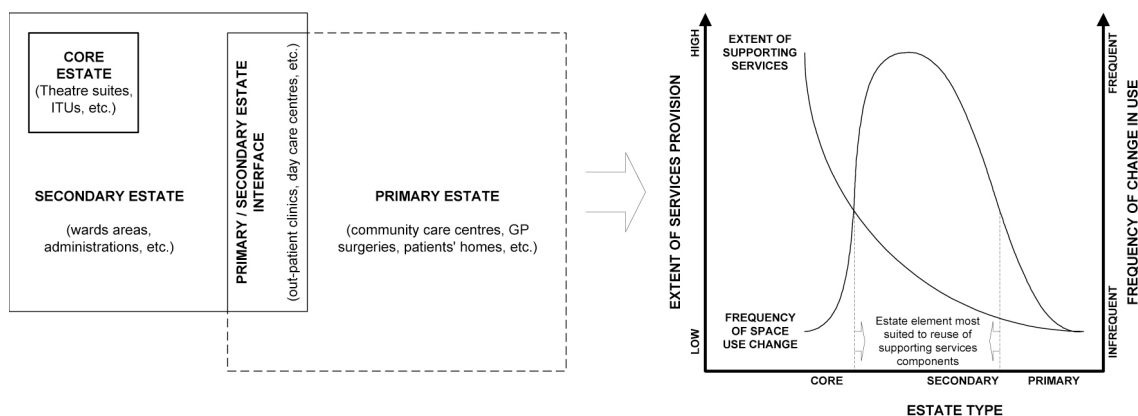 CORE
ESTATE
(Theatre suites,
ITUs, etc.)
SECONDARY ESTATE
(wards areas,
administrations, etc.)
PRIMARY / SECONDARY ESTATE
INTERFACE
(out-patient clinics, day care centres, etc.)
PRIMARY ESTATE
(community care centres, GP
surgeries, patients' homes, etc.)
EXTENT OF SERVICES PROVISION
HIGH
LOW
EXTENT OF
SUPPORTING
SERVICES
FREQUENCY
OF SPACE
USE CHANGE
Estate element most
suited to reuse of
supporting services
components
FREQUENT
INFREQUENT
FREQUENCY OF CHANGE IN USE
CORE
SECONDARY
PRIMARY
ESTATE TYPE